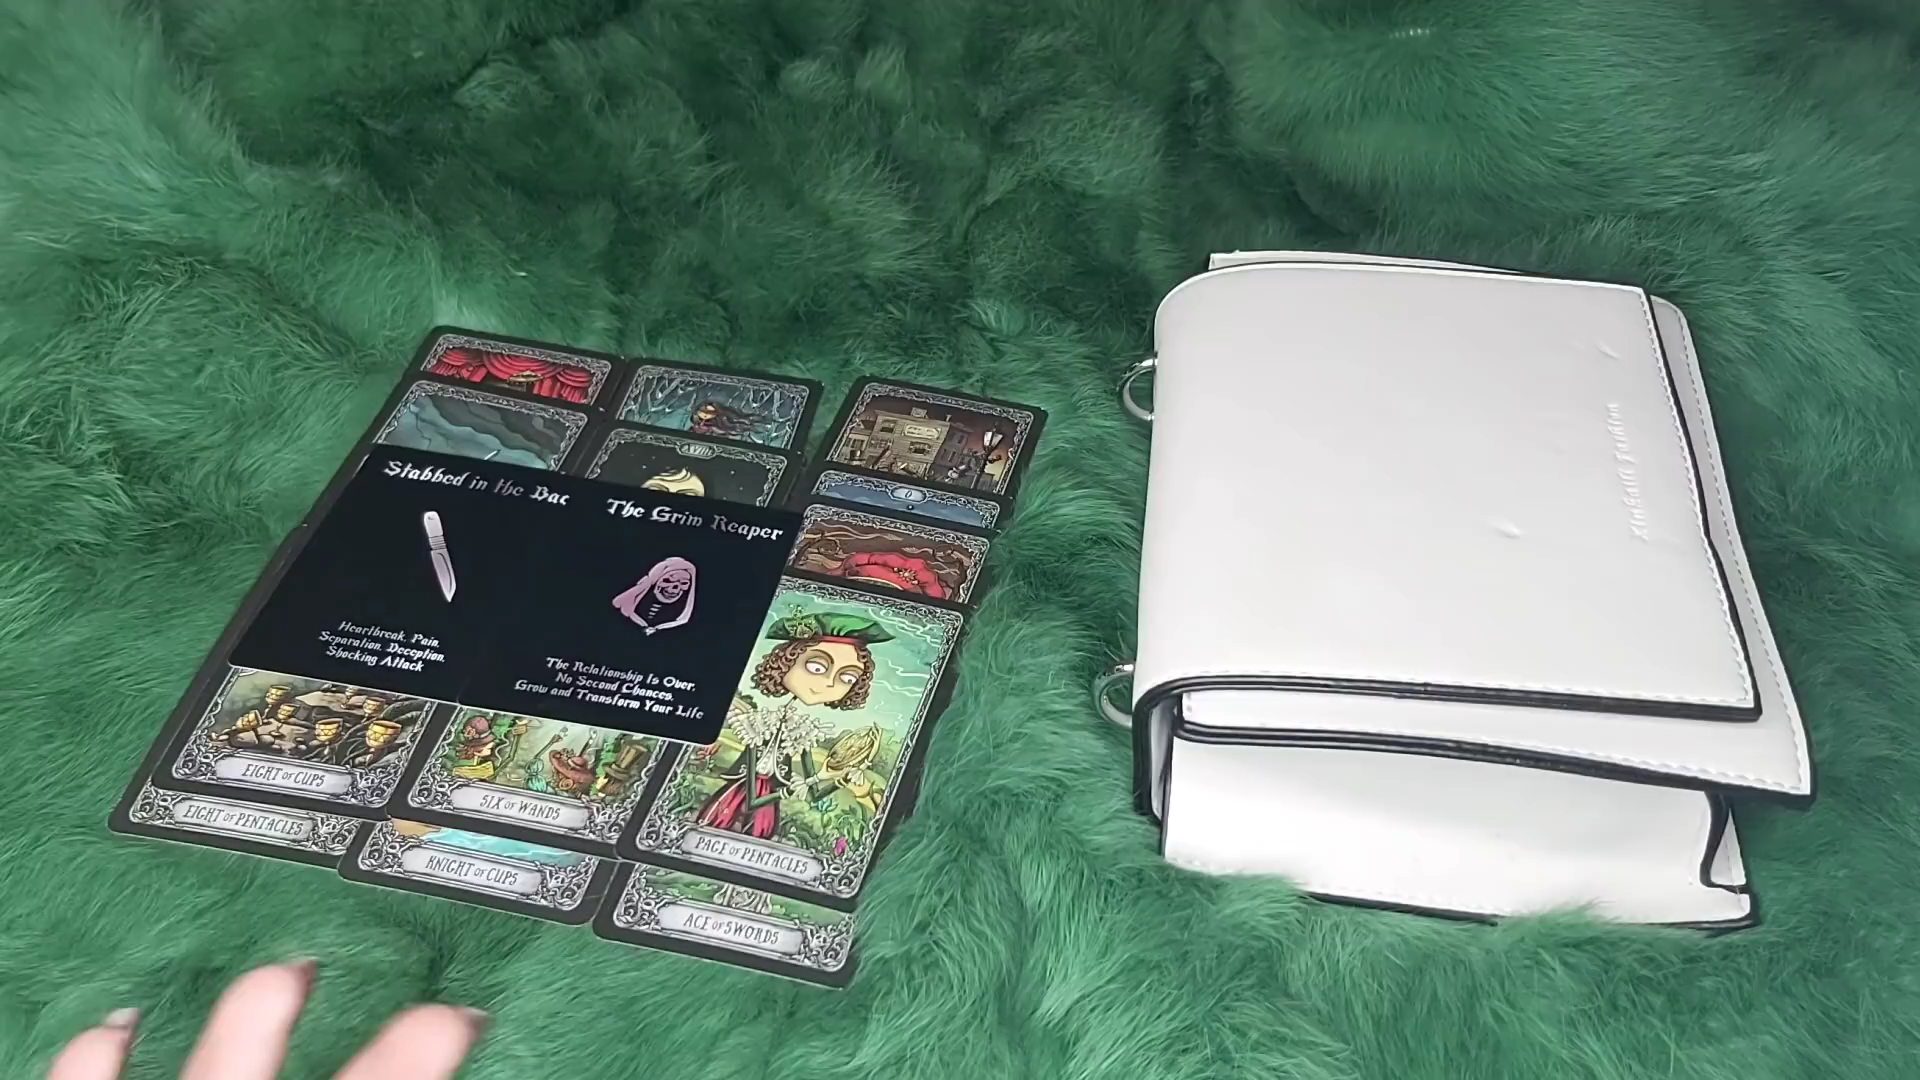 XVIII
0
Stabbed in the Bac
Heartbreak, Pain,
Separation, Deception,
Shocking Attack
The Grim Reaper
The Relationship Is Over,
No Second Chances,
Grow and Transform Your Life
EIGHT OF CUPS
SIX OF WANDS
PAGE OF PENTACLES
EIGHT OF PENTACLES
KNIGHT OF CUPS
ACE OF SWORDS